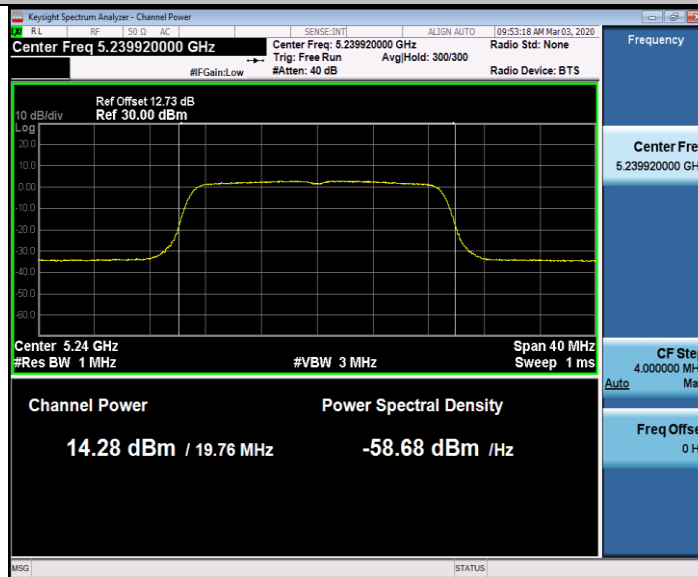 Keysight Spectrum Analyzer - Channel Power
RL RF 50 Ω AC SENSE:INT ALIGN AUTO 09:53:18 AM Mar 03, 2020
Center Freq 5.239920000 GHz
Center Freq: 5.239920000 GHz
Radio Std: None
Trig: Free Run Avg|Hold: 300/300
#IFGain:Low #Atten: 40 dB Radio Device: BTS
Ref Offset 12.73 dB
10 dB/div Ref 30.00 dBm
Log
20.0
10.0
0.00
-10.0
-20.0
-30.0
-40.0
-50.0
-60.0
Center 5.24 GHz Span 40 MHz
#Res BW 1 MHz #VBW 3 MHz Sweep 1 ms
Channel Power Power Spectral Density
14.28 dBm / 19.76 MHz -58.68 dBm /Hz
MSG STATUS
Frequency
Center Fre
5.239920000 GH
CF Ste
4.000000 MH
Auto Ma
Freq Offse
0 H